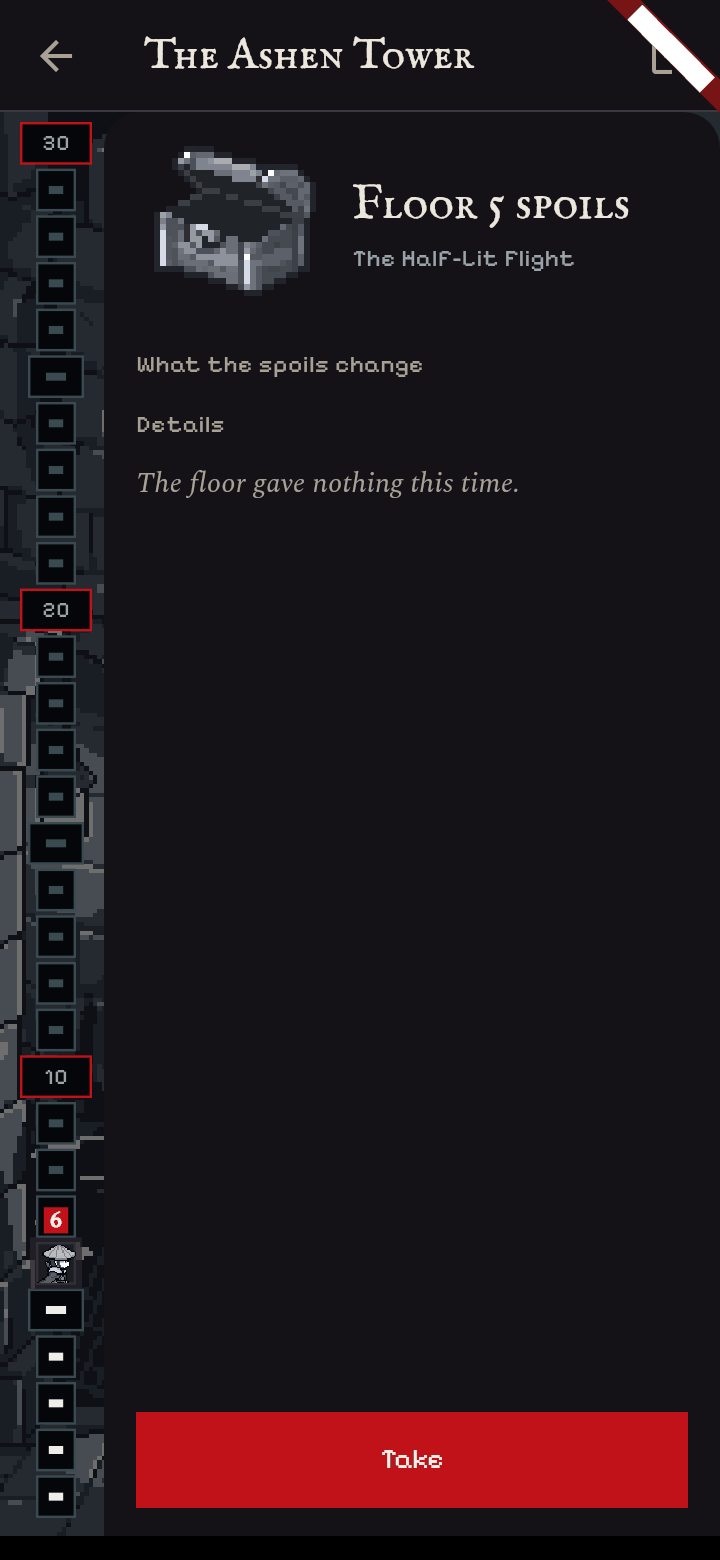 The Ashen Tower
30
Floor 5 spoils
The Half-Lit Flight
What the spoils change
Details
The floor gave nothing this time.
20
10
6
Take